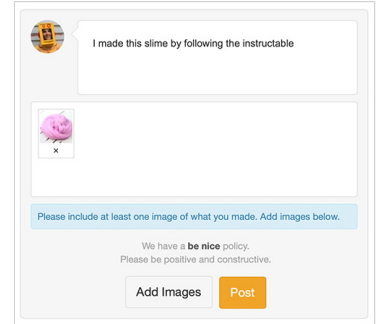 I made this slime by following the instructable
×
Please include at least one image of what you made. Add images below.
We have a be nice policy.
Please be positive and constructive.
Add Images Post